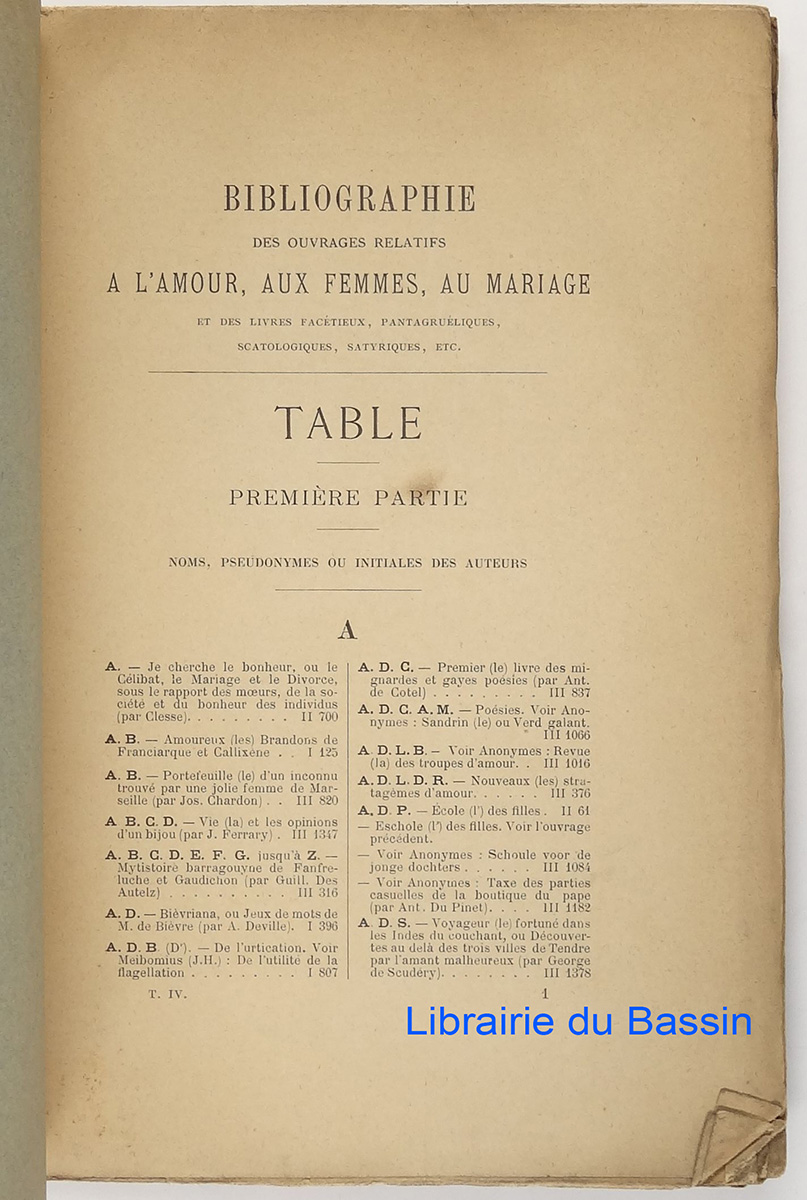 BIBLIOGRAPHIE
DES OUVRAGES RELATIFS
A L'AMOUR, AUX FEMMES, AU MARIAGE
ET DES LIVRES FACÉTIEUX, PANTAGRUÉLIQUES,
SCATOLOGIQUES, SATYRIQUES, ETC.
TABLE
PREMIÈRE PARTIE
NOMS, PSEUDONYMES OU INITIALES DES AUTEURS
A
A. — Je cherche le bonheur, ou le
Célibat, le Mariage et le Divorce,
sous le rapport des mœurs, de la so-
ciété et du bonheur des individus
(par Clesse). . . . . . . . . II 700
A. B. — Amoureux (les) Brandons de
Franciarque et Callixène . . I 125
A. B. — Portefeuille (le) d'un inconnu
trouvé par une jolie femme de Mar-
seille (par Jos. Chardon) . . III 820
A B. C. D. — Vie (la) et les opinions
d'un bijou (par J. Ferrary) . III 1347
A. B. C. D. E. F. G. jusqu'à Z. —
Mytistoire barragouyne de Fanfre-
luche et Gaudichon (par Guill. Des
Autelz) . . . . . . . . . . III 316
A. D. — Bièvriana, ou Jeux de mots de
M. de Bièvre (par A. Deville). I 396
A. D. B (D'). — De l'urtication. Voir
Meibomius (J.H.) : De l'utilité de la
flagellation . . . . . . . . . I 807
T. IV.
A. D. C. — Premier (le) livre des mi-
gnardes et gayes poésies (par Ant.
de Cotel) . . . . . . . . . III 837
A. D. C. A. M. — Poésies. Voir Ano-
nymes : Sandrin (le) ou Verd galant.
III 1066
A D. L. B. — Voir Anonymes : Revue
(la) des troupes d'amour. . III 1016
A. D. L. D. R. — Nouveaux (les) stra-
tagèmes d'amour. . . . . . III 376
A. D. P. — École (l') des filles . II 61
— Eschole (l') des filles. Voir l'ouvrage
précédent.
— Voir Anonymes : Schoule voor de
jonge dochters . . . . . . III 1084
— Voir Anonymes : Taxe des parties
casuelles de la boutique du pape
(par Ant. Du Pinet). . . . III 1182
A D. S. — Voyageur (le) fortuné dans
les Indes du couchant, ou Découver-
tes au delà des trois villes de Tendre
par l'amant malheureux (par George
de Scudéry). . . . . . . . III 1378
1
Librairie du Bassin